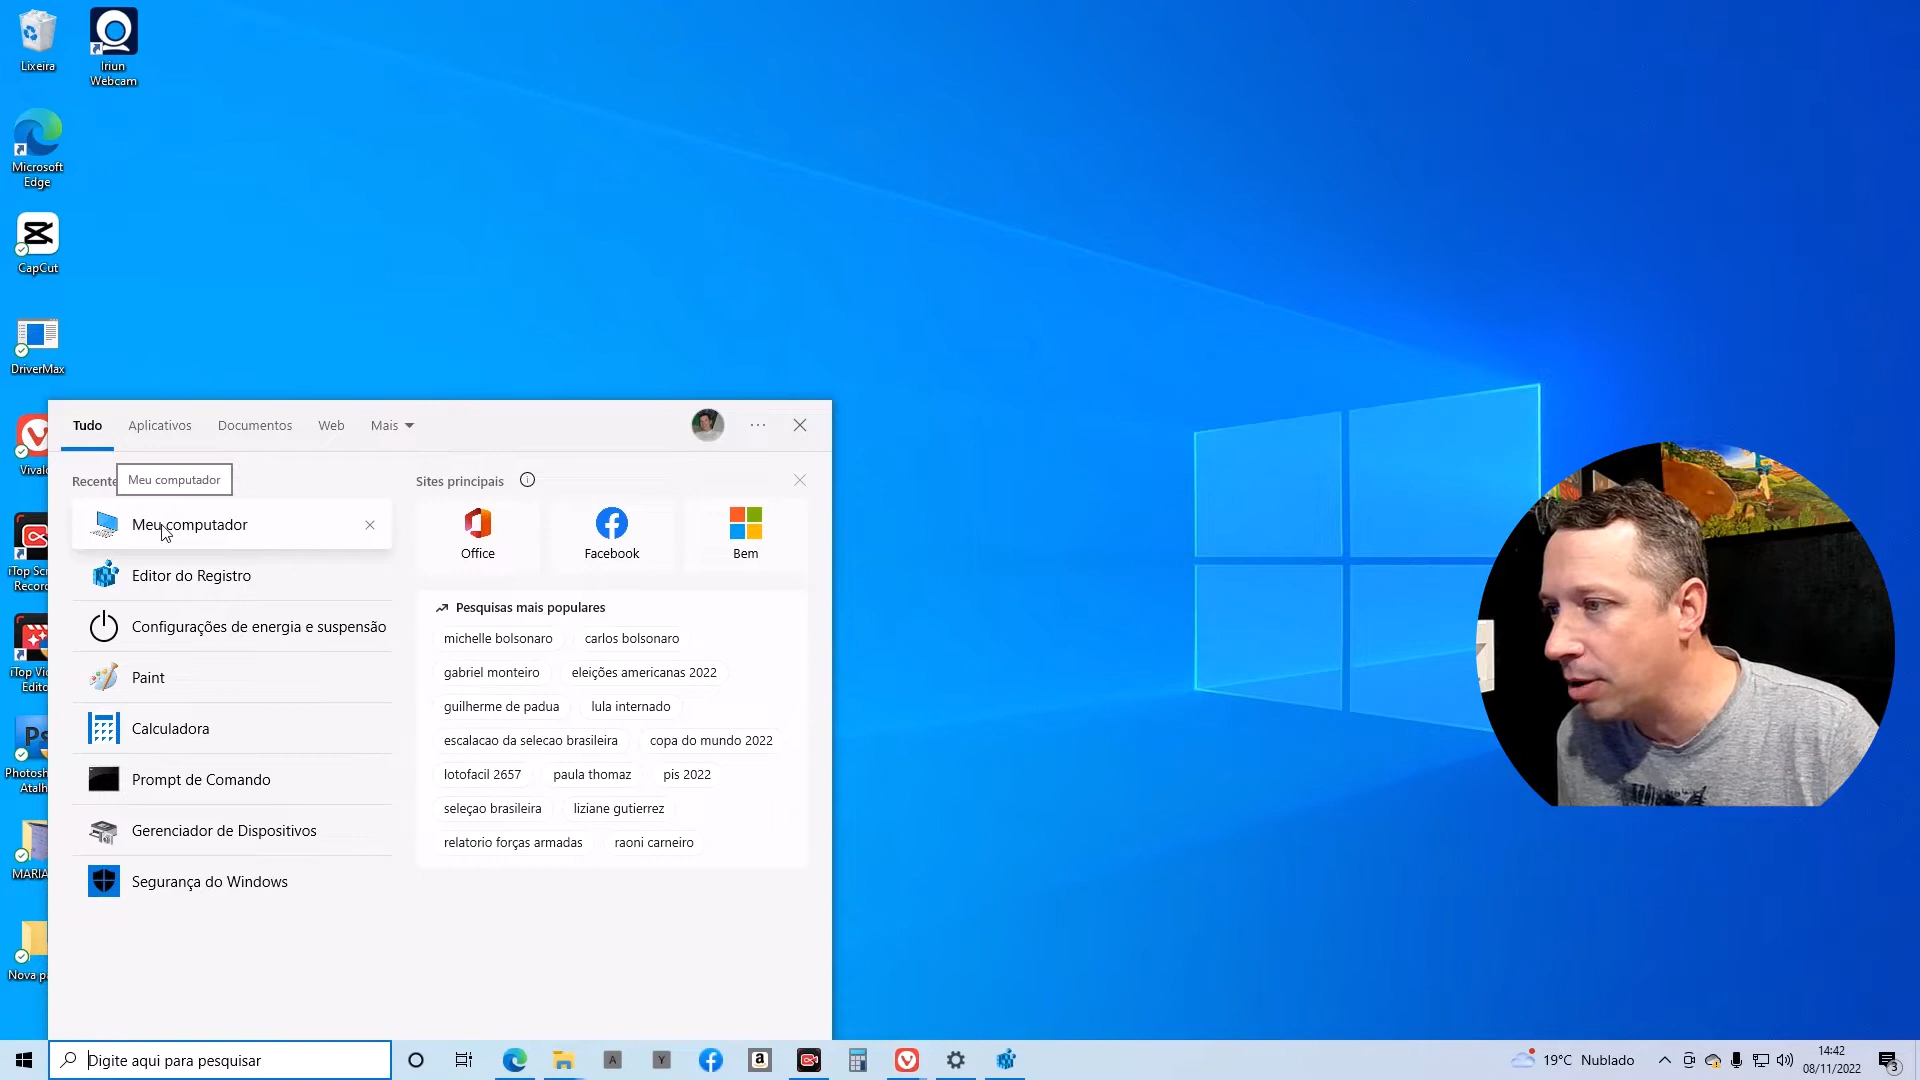 Lixeira
Iriun
Webcam
Microsoft
Edge
CapCut
DriverMax
iTop
MARIA
Nova
Tudo
Aplicativos
Documentos
Web
Mais
Meu computador
Meu computador
Editor do Registro
Configurações de energia e suspensão
Paint
Calculadora
Prompt de Comando
Gerenciador de Dispositivos
Segurança do Windows
Sites principais
Office
Facebook
Bem
Pesquisas mais populares
michelle bolsonaro
carlos bolsonaro
gabriel monteiro
eleições americanas 2022
guilherme de padua
lula internado
escalacao da selecao brasileira
copa do mundo 2022
lotofacil 2657
paula thomaz
pis 2022
seleçao brasileira
liziane gutierrez
relatorio forças armadas
raoni carneiro
Digite aqui para pesquisar
19°C Nublado
14:42
08/11/2022
3